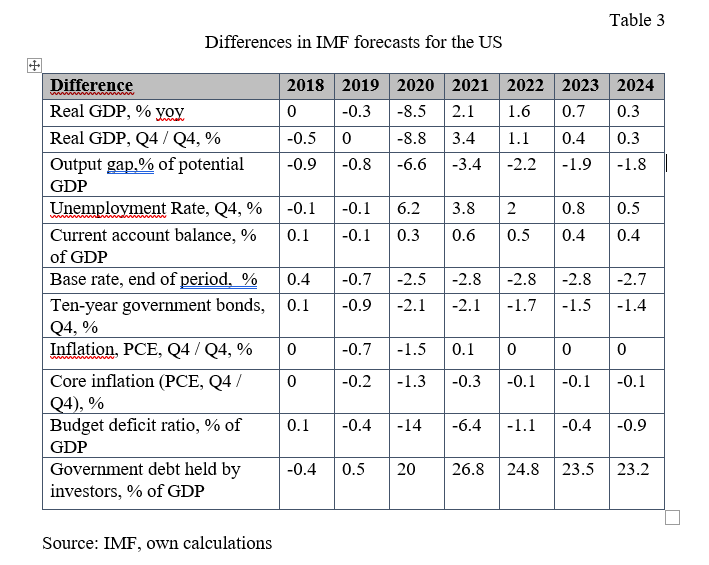 Table 3
Differences in IMF forecasts for the US
Difference 2018 2019 2020 2021 2022 2023 2024
Real GDP, % yoy 0 -0.3 -8.5 2.1 1.6 0.7 0.3
Real GDP, Q4 / Q4, % -0.5 0 -8.8 3.4 1.1 0.4 0.3
Output gap,% of potential -0.9 -0.8 -6.6 -3.4 -2.2 -1.9 -1.8
GDP
Unemployment Rate, Q4, % -0.1 -0.1 6.2 3.8 2 0.8 0.5
Current account balance, % 0.1 -0.1 0.3 0.6 0.5 0.4 0.4
of GDP
Base rate, end of period, % 0.4 -0.7 -2.5 -2.8 -2.8 -2.8 -2.7
Ten-year government bonds, 0.1 -0.9 -2.1 -2.1 -1.7 -1.5 -1.4
Q4, %
Inflation, PCE, Q4 / Q4, % 0 -0.7 -1.5 0.1 0 0 0
Core inflation (PCE, Q4 / 0 -0.2 -1.3 -0.3 -0.1 -0.1 -0.1
Q4), %
Budget deficit ratio, % of 0.1 -0.4 -14 -6.4 -1.1 -0.4 -0.9
GDP
Government debt held by -0.4 0.5 20 26.8 24.8 23.5 23.2
investors, % of GDP
Source: IMF, own calculations